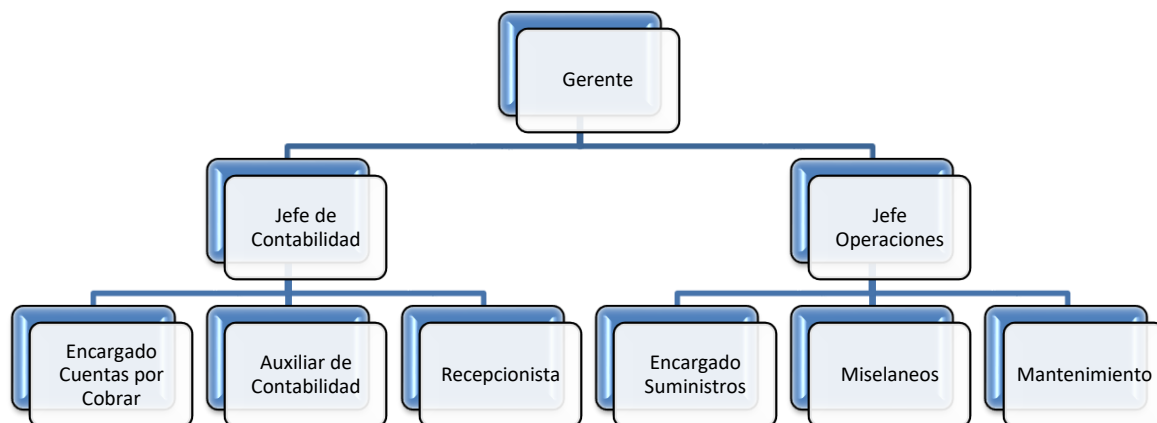 Gerente
Jefe de
Contabilidad
Jefe
Operaciones
Encargado
Cuentas por
Cobrar
Auxiliar de
Contabilidad
Recepcionista
Encargado
Suministros
Miselaneos
Mantenimiento